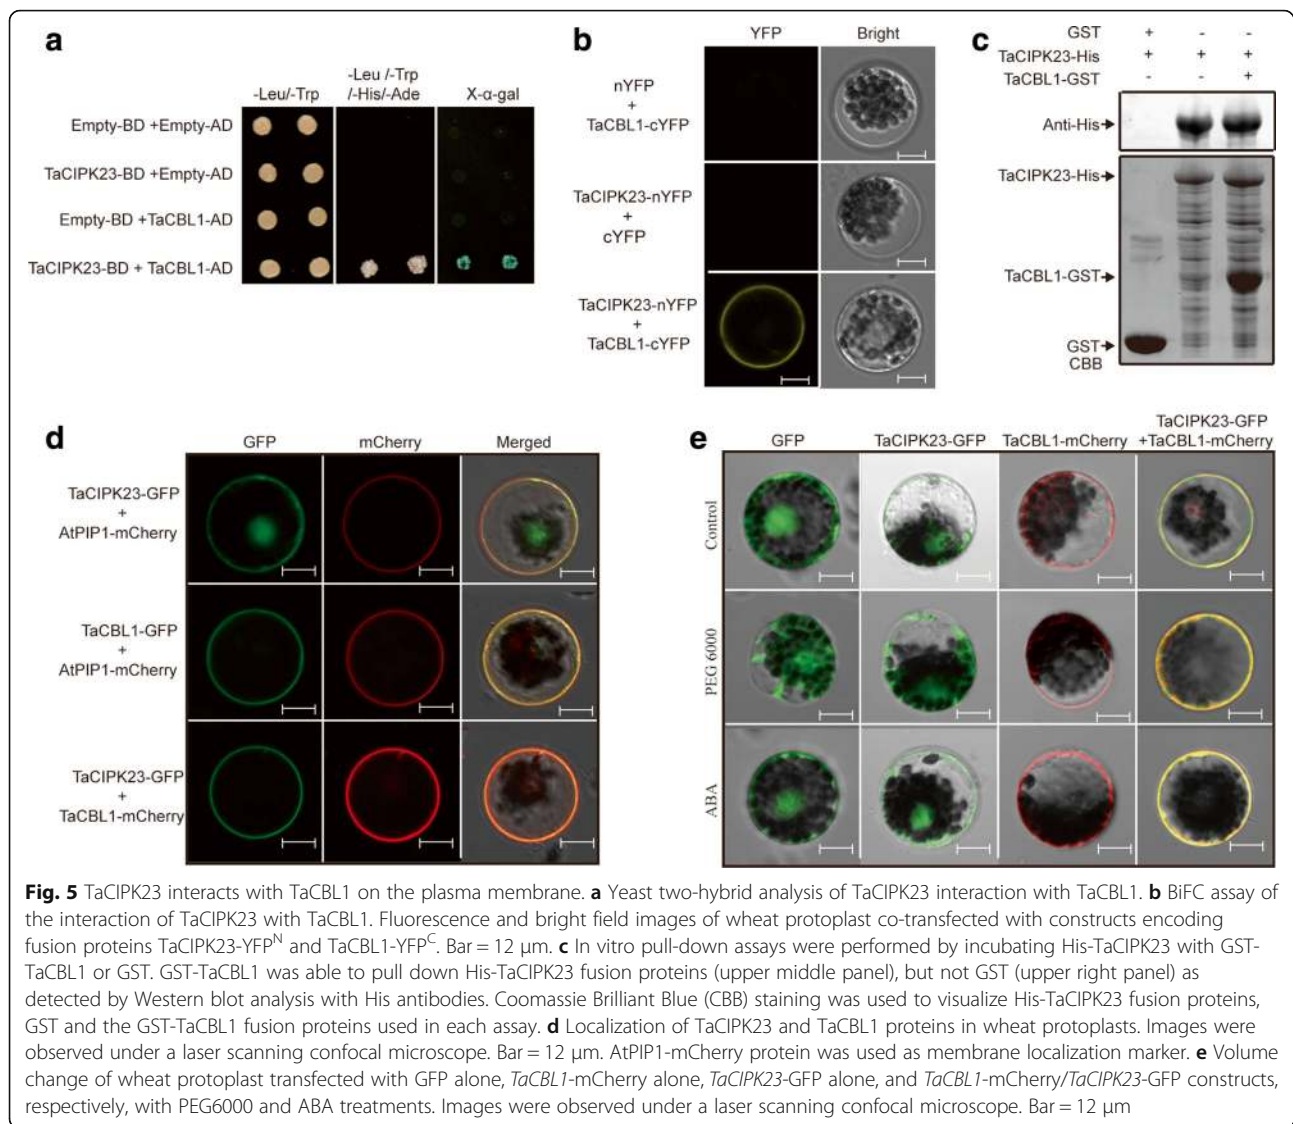 a
-Leu/-Trp
-Leu /-Trp
/-His/-Ade
X-α-gal
Empty-BD +Empty-AD
TaCIPK23-BD +Empty-AD
Empty-BD +TaCBL1-AD
TaCIPK23-BD + TaCBL1-AD
b
YFP
Bright
nYFP
+
TaCBL1-cYFP
TaCIPK23-nYFP
+
cYFP
TaCIPK23-nYFP
+
TaCBL1-cYFP
c
GST + - -
TaCIPK23-His + + +
TaCBL1-GST - - +
Anti-His
TaCIPK23-His
TaCBL1-GST
GST
CBB
d
GFP
mCherry
Merged
TaCIPK23-GFP
+
AtPIP1-mCherry
TaCBL1-GFP
+
AtPIP1-mCherry
TaCIPK23-GFP
+
TaCBL1-mCherry
e
GFP
TaCIPK23-GFP
TaCBL1-mCherry
TaCIPK23-GFP
+TaCBL1-mCherry
Control
PEG 6000
ABA
Fig. 5 TaCIPK23 interacts with TaCBL1 on the plasma membrane. a Yeast two-hybrid analysis of TaCIPK23 interaction with TaCBL1. b BiFC assay of
the interaction of TaCIPK23 with TaCBL1. Fluorescence and bright field images of wheat protoplast co-transfected with constructs encoding
fusion proteins TaCIPK23-YFPᴺ and TaCBL1-YFPᶜ. Bar = 12 μm. c In vitro pull-down assays were performed by incubating His-TaCIPK23 with GST-
TaCBL1 or GST. GST-TaCBL1 was able to pull down His-TaCIPK23 fusion proteins (upper middle panel), but not GST (upper right panel) as
detected by Western blot analysis with His antibodies. Coomassie Brilliant Blue (CBB) staining was used to visualize His-TaCIPK23 fusion proteins,
GST and the GST-TaCBL1 fusion proteins used in each assay. d Localization of TaCIPK23 and TaCBL1 proteins in wheat protoplasts. Images were
observed under a laser scanning confocal microscope. Bar = 12 μm. AtPIP1-mCherry protein was used as membrane localization marker. e Volume
change of wheat protoplast transfected with GFP alone, TaCBL1-mCherry alone, TaCIPK23-GFP alone, and TaCBL1-mCherry/TaCIPK23-GFP constructs,
respectively, with PEG6000 and ABA treatments. Images were observed under a laser scanning confocal microscope. Bar = 12 μm